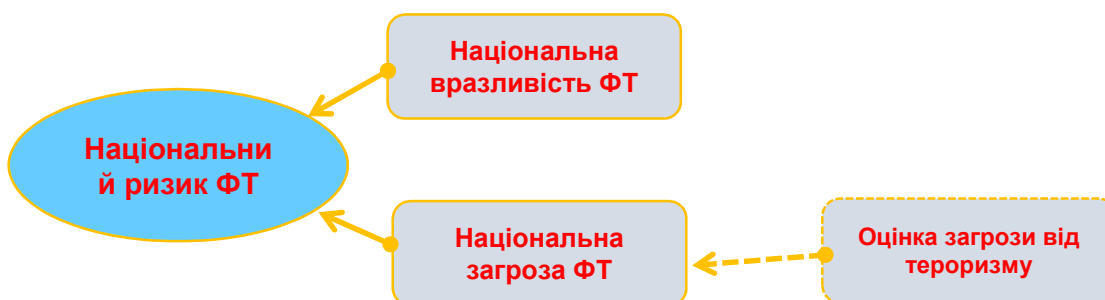 Національна
вразливість ФТ
Національни
й ризик ФТ
Національна
загроза ФТ
Оцінка загрози від
тероризму